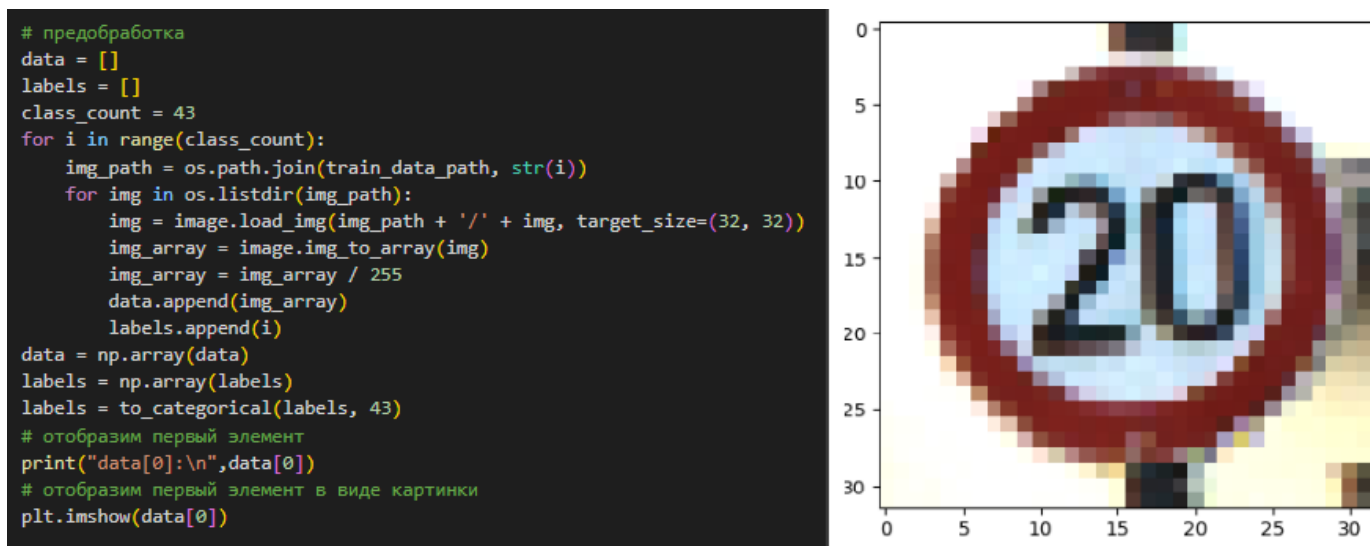 # предобработка
data = []
labels = []
class_count = 43
for i in range(class_count):
    img_path = os.path.join(train_data_path, str(i))
    for img in os.listdir(img_path):
        img = image.load_img(img_path + '/' + img, target_size=(32, 32))
        img_array = image.img_to_array(img)
        img_array = img_array / 255
        data.append(img_array)
        labels.append(i)
data = np.array(data)
labels = np.array(labels)
labels = to_categorical(labels, 43)
# отобразим первый элемент
print("data[0]:\n",data[0])
# отобразим первый элемент в виде картинки
plt.imshow(data[0])
0
5
10
15
20
25
30
20
0 5 10 15 20 25 30